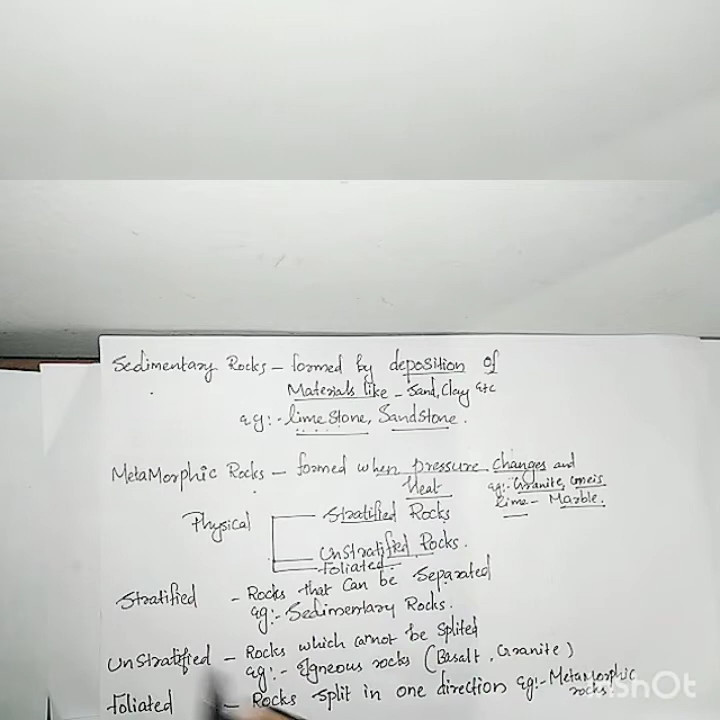 Sedimentary Rocks - formed by deposition of
Materials like - Sand, Clay etc
eg:- limestone, Sandstone.
MetaMorphic Rocks - formed when pressure changes and
Heat
eg:- Granite, Gneis
lime - Marble.
Physical
Stratified Rocks
Unstratified Rocks.
Foliated
Stratified - Rocks that can be Separated
eg:- Sedimentary Rocks.
Unstratified - Rocks which cannot be splited
eg:- Igneous rocks (Basalt, Granite)
Foliated - Rocks split in one direction eg:- Metamorphic
rocks.